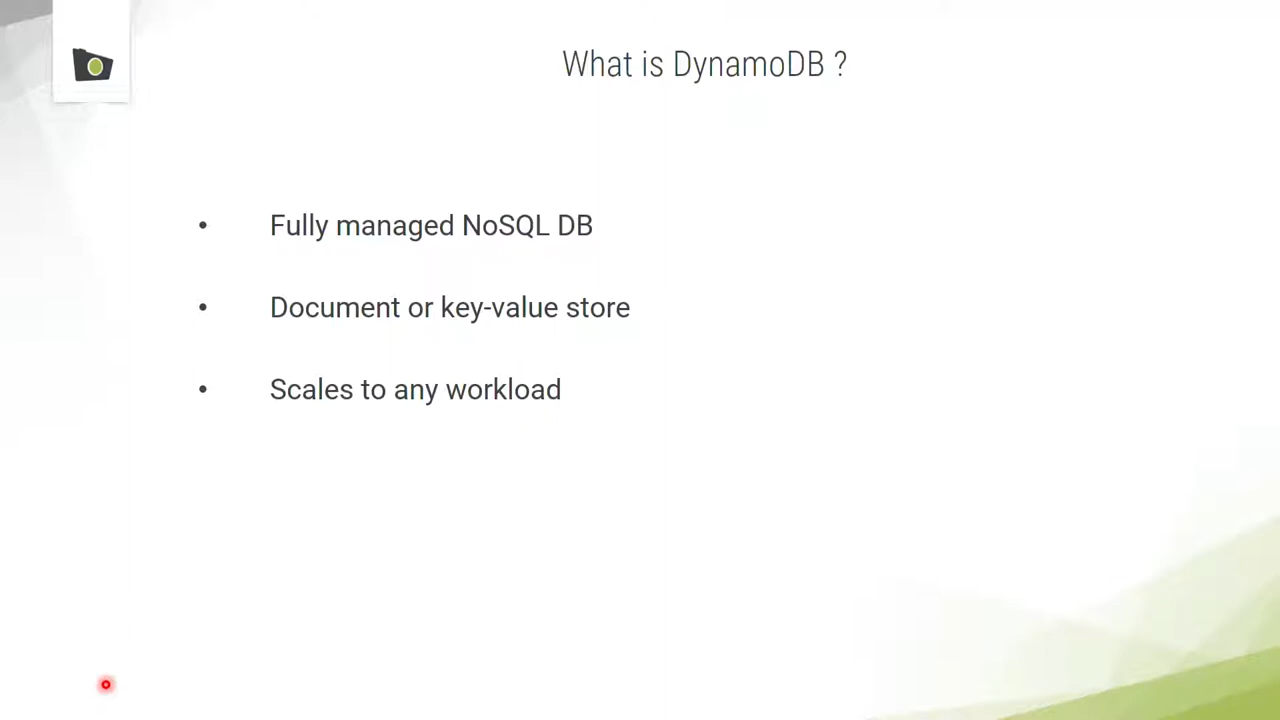 What is DynamoDB ?
• Fully managed NoSQL DB
• Document or key-value store
• Scales to any workload